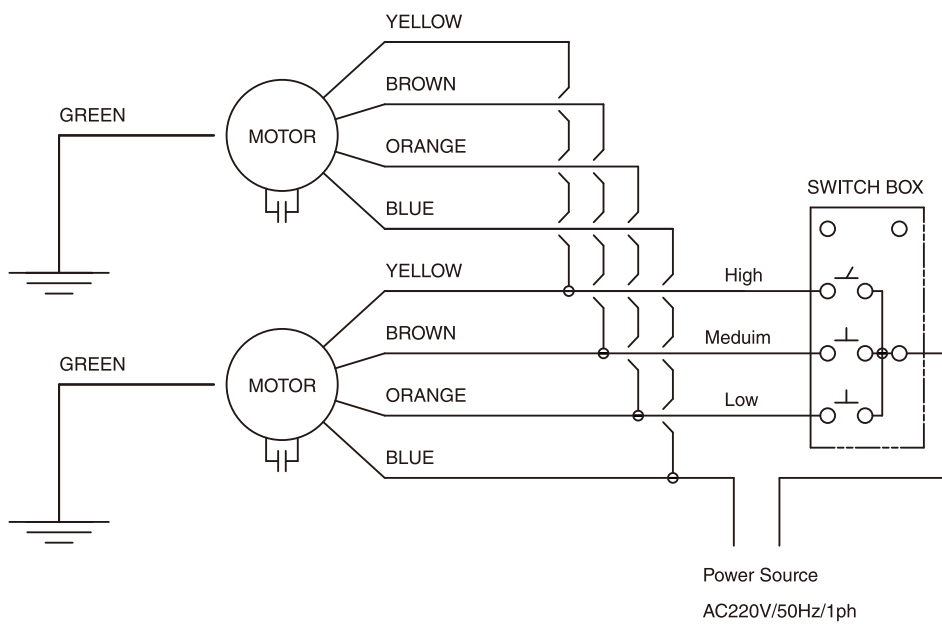 YELLOW
BROWN
GREEN
MOTOR
ORANGE
BLUE
SWITCH BOX
YELLOW
High
BROWN
Meduim
GREEN
MOTOR
ORANGE
Low
BLUE
Power Source
AC220V/50Hz/1ph